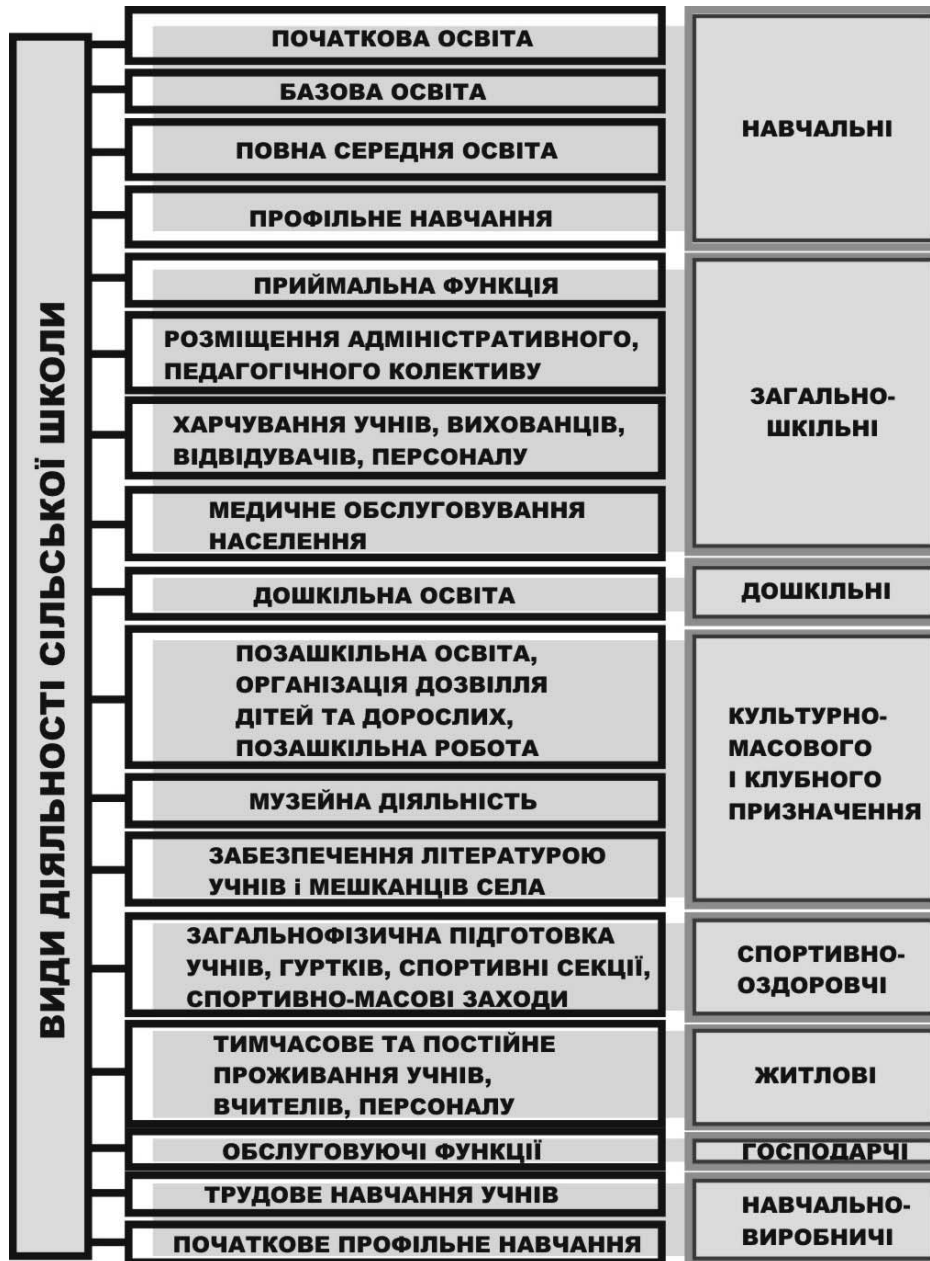 ВИДИ ДІЯЛЬНОСТІ СІЛЬСЬКОЇ ШКОЛИ
ПОЧАТКОВА ОСВІТА
БАЗОВА ОСВІТА
ПОВНА СЕРЕДНЯ ОСВІТА
ПРОФІЛЬНЕ НАВЧАННЯ
НАВЧАЛЬНІ
ПРИЙМАЛЬНА ФУНКЦІЯ
РОЗМІЩЕННЯ АДМІНІСТРАТИВНОГО,
ПЕДАГОГІЧНОГО КОЛЕКТИВУ
ХАРЧУВАННЯ УЧНІВ, ВИХОВАНЦІВ,
ВІДВІДУВАЧІВ, ПЕРСОНАЛУ
МЕДИЧНЕ ОБСЛУГОВУВАННЯ
НАСЕЛЕННЯ
ЗАГАЛЬНО-
ШКІЛЬНІ
ДОШКІЛЬНА ОСВІТА
ДОШКІЛЬНІ
ПОЗАШКІЛЬНА ОСВІТА,
ОРГАНІЗАЦІЯ ДОЗВІЛЛЯ
ДІТЕЙ ТА ДОРОСЛИХ,
ПОЗАШКІЛЬНА РОБОТА
МУЗЕЙНА ДІЯЛЬНІСТЬ
ЗАБЕЗПЕЧЕННЯ ЛІТЕРАТУРОЮ
УЧНІВ і МЕШКАНЦІВ СЕЛА
КУЛЬТУРНО-
МАСОВОГО
І КЛУБНОГО
ПРИЗНАЧЕННЯ
ЗАГАЛЬНОФІЗИЧНА ПІДГОТОВКА
УЧНІВ, ГУРТКІВ, СПОРТИВНІ СЕКЦІЇ,
СПОРТИВНО-МАСОВІ ЗАХОДИ
СПОРТИВНО-
ОЗДОРОВЧІ
ТИМЧАСОВЕ ТА ПОСТІЙНЕ
ПРОЖИВАННЯ УЧНІВ,
ВЧИТЕЛІВ, ПЕРСОНАЛУ
ЖИТЛОВІ
ОБСЛУГОВУЮЧІ ФУНКЦІЇ
ГОСПОДАРЧІ
ТРУДОВЕ НАВЧАННЯ УЧНІВ
ПОЧАТКОВЕ ПРОФІЛЬНЕ НАВЧАННЯ
НАВЧАЛЬНО-
ВИРОБНИЧІ